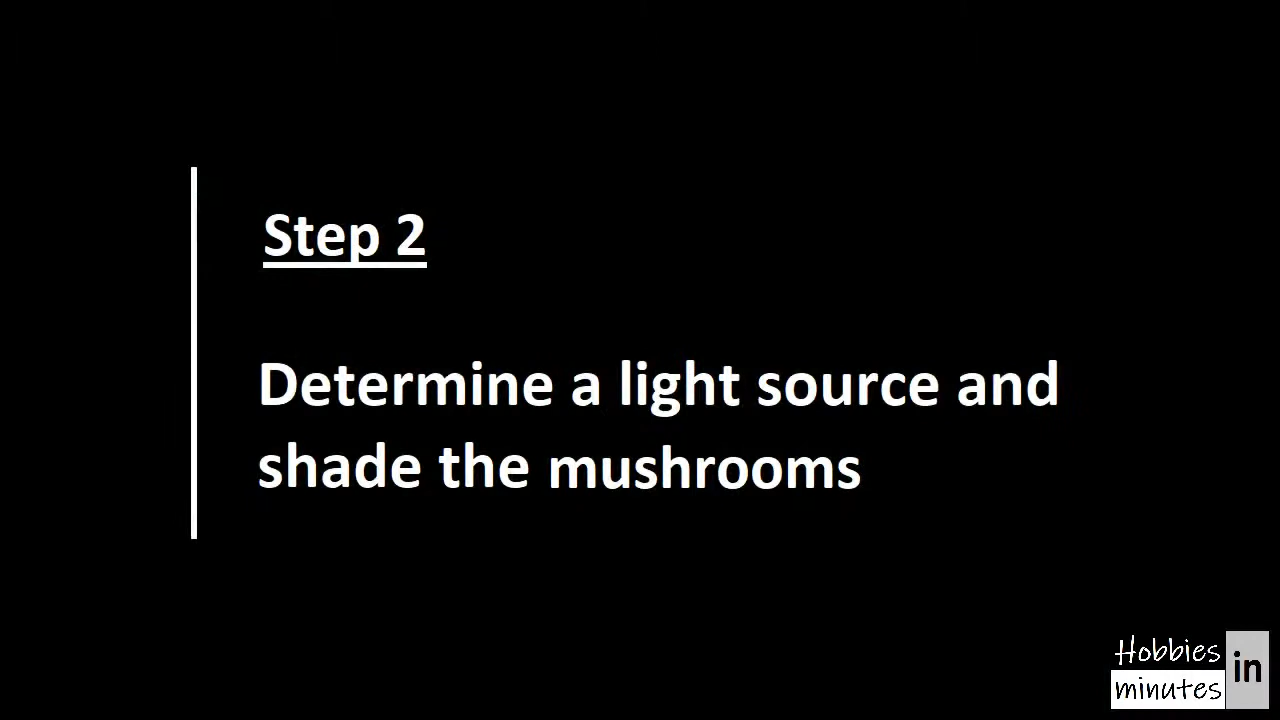 Step 2
Determine a light source and
shade the mushrooms
Hobbies in
minutes